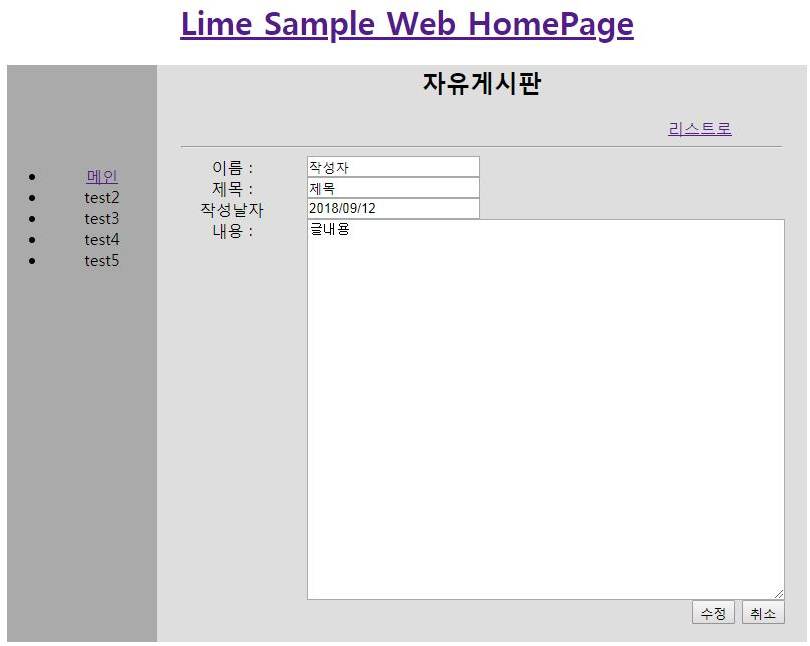 Lime Sample Web HomePage
자유게시판
리스트로
메인
test2
test3
test4
test5
이름 : 작성자
제목 : 제목
작성날자 2018/09/12
내용 : 글내용
수정 취소